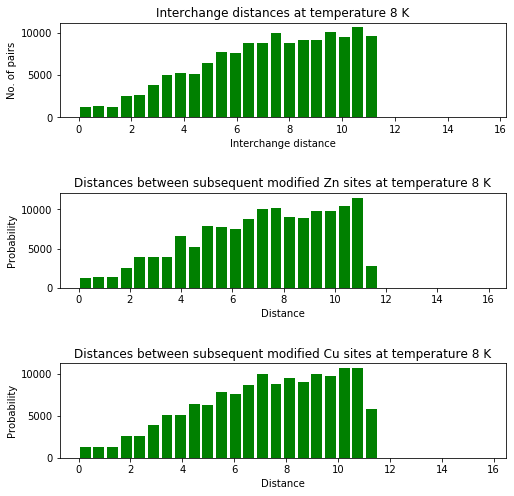 Interchange distances at temperature 8 K
No. of pairs
10000
5000
0
0 2 4 6 8 10 12 14 16
Interchange distance
Distances between subsequent modified Zn sites at temperature 8 K
Probability
10000
5000
0
0 2 4 6 8 10 12 14 16
Distance
Distances between subsequent modified Cu sites at temperature 8 K
Probability
10000
5000
0
0 2 4 6 8 10 12 14 16
Distance